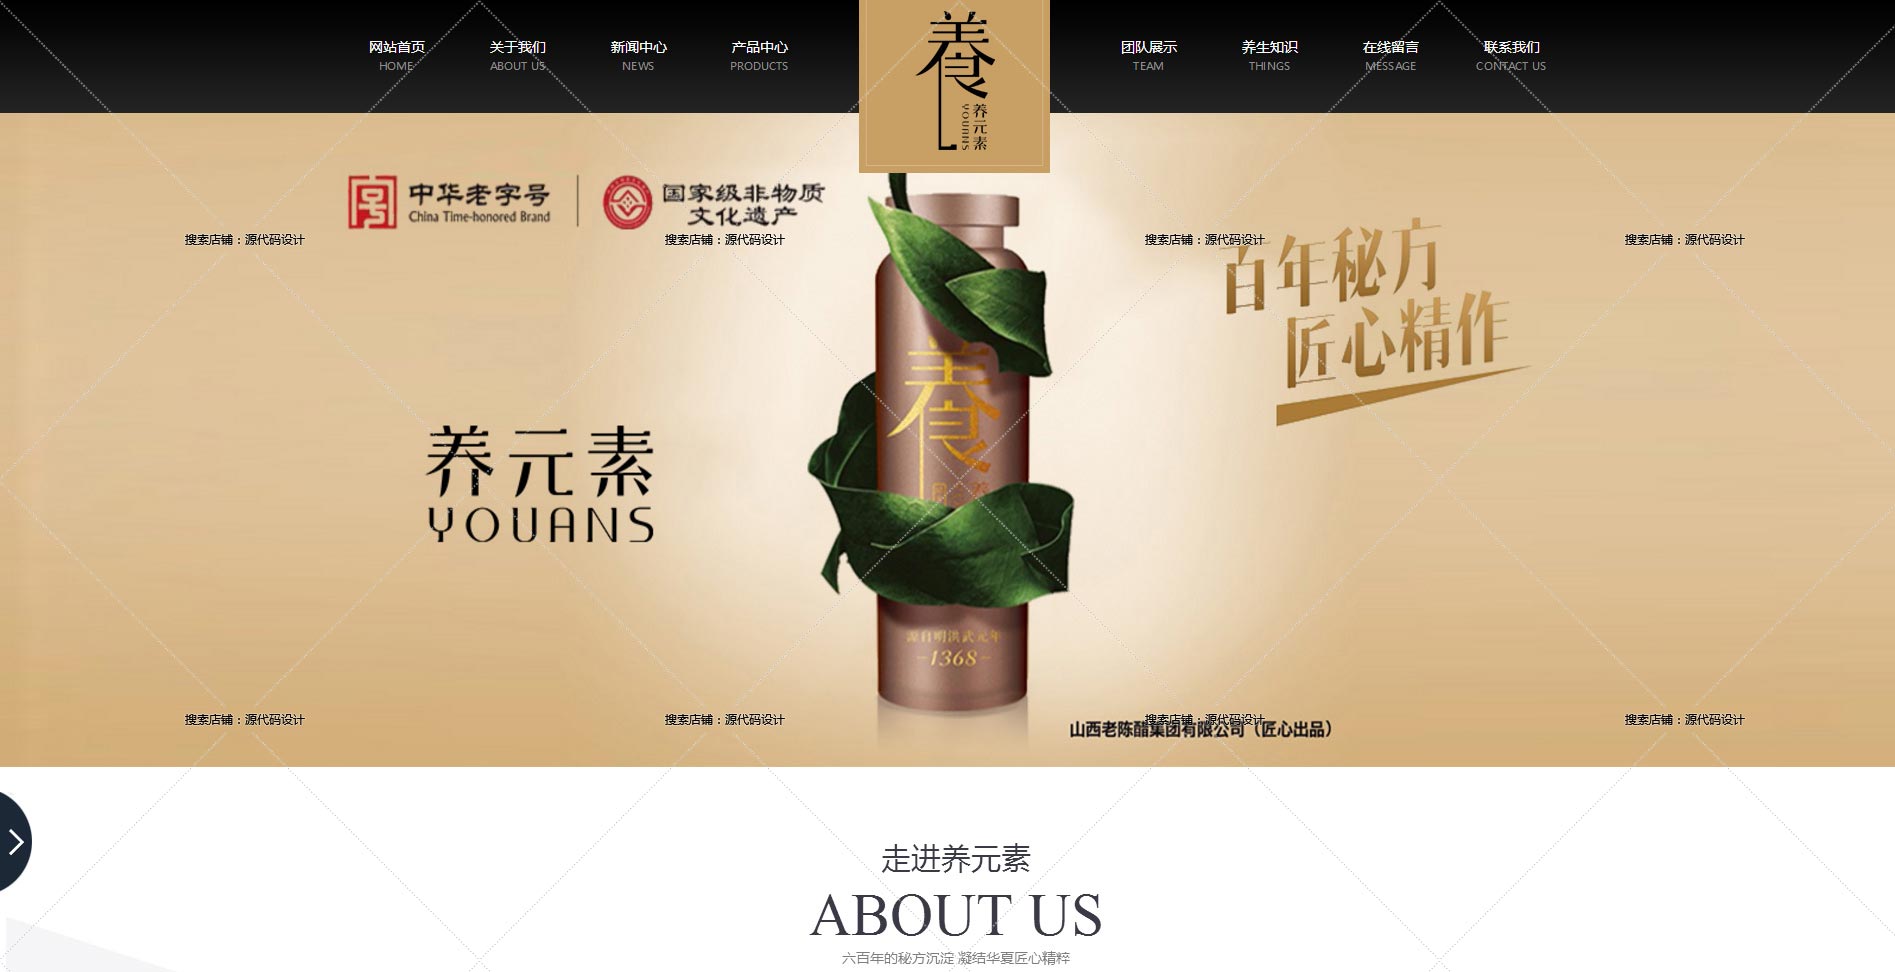 网站首页
HOME
关于我们
ABOUT US
新闻中心
NEWS
产品中心
PRODUCTS
養
养元素
YOUANS
团队展示
TEAM
养生知识
THINGS
在线留言
MESSAGE
联系我们
CONTACT US
中华老字号
China Time-honored Brand
国家级非物质
文化遗产
搜索店铺：源代码设计
搜索店铺：源代码设计
搜索店铺：源代码设计
搜索店铺：源代码设计
百年秘方
匠心精作
养元素
YOUANS
養
源自明洪武元年
-1368-
搜索店铺：源代码设计
搜索店铺：源代码设计
搜索店铺：源代码设计
搜索店铺：源代码设计
山西老陈醋集团有限公司（匠心出品）
走进养元素
ABOUT US
六百年的秘方沉淀 凝结华夏匠心精粹